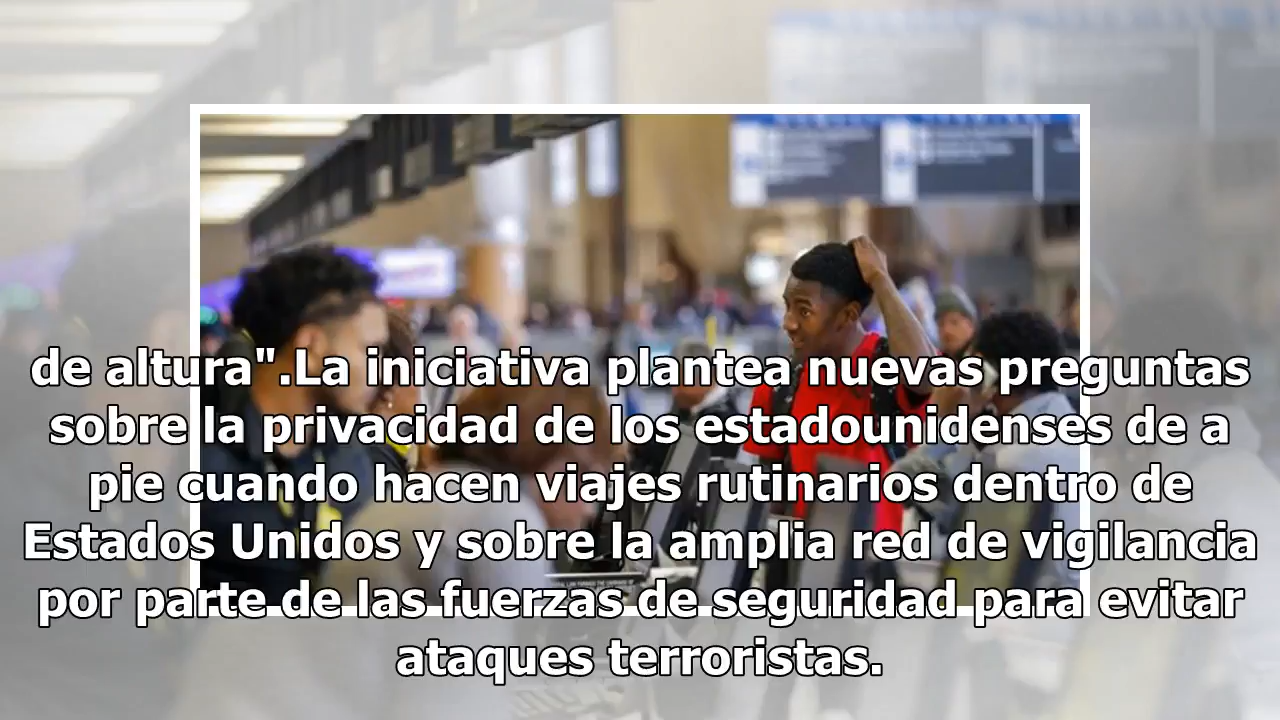 de altura".La iniciativa plantea nuevas preguntas
sobre la privacidad de los estadounidenses de a
pie cuando hacen viajes rutinarios dentro de
Estados Unidos y sobre la amplia red de vigilancia
por parte de las fuerzas de seguridad para evitar
ataques terroristas.